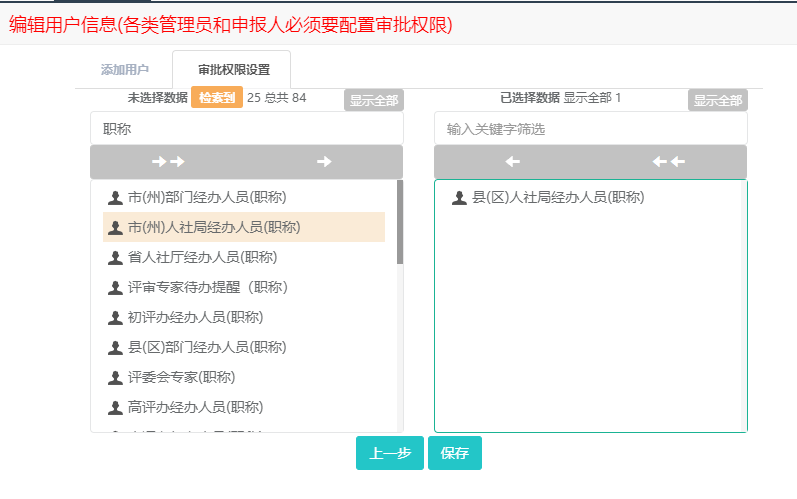 编辑用户信息(各类管理员和申报人必须要配置审批权限)
添加用户 审批权限设置
未选择数据 检索到 25 总共 84 显示全部
已选择数据 显示全部 1 显示全部
职称
输入关键字筛选
市(州)部门经办人员(职称)
县(区)人社局经办人员(职称)
市(州)人社局经办人员(职称)
省人社厅经办人员(职称)
评审专家待办提醒（职称）
初评办经办人员(职称)
县(区)部门经办人员(职称)
评委会专家(职称)
高评办经办人员(职称)
上一步 保存